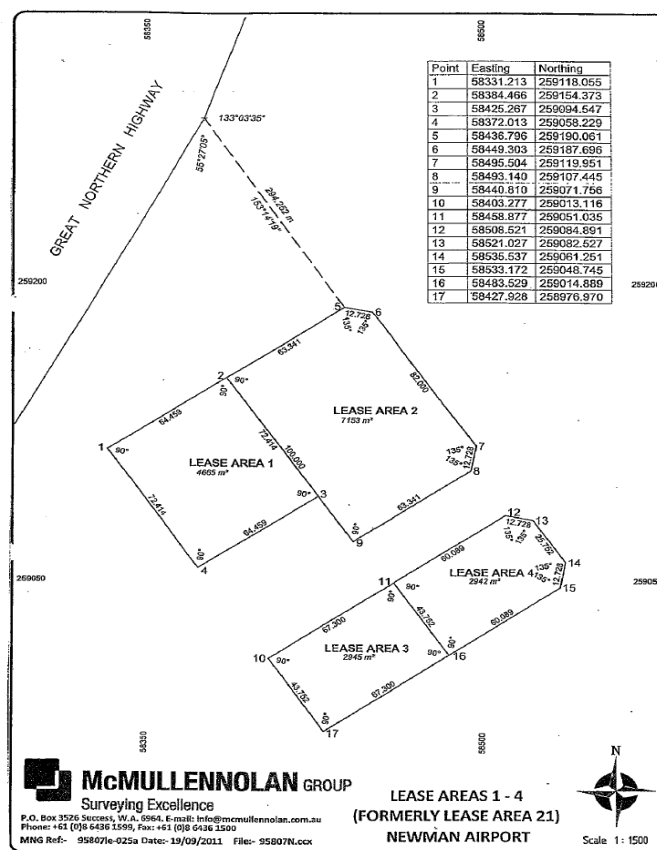 58350
58500
GREAT NORTHERN HIGHWAY
133°03'35"
55°27'05"
294.262 m
153°14'19"
Point Easting Northing
1 58331.213 259118.055
2 58384.466 259154.373
3 58425.267 259094.547
4 58372.013 259058.229
5 58436.796 259190.061
6 58449.303 259187.696
7 58495.504 259119.951
8 58493.140 259107.445
9 58440.810 259071.756
10 58403.277 259013.116
11 58458.877 259051.035
12 58508.521 259084.891
13 58521.027 259082.527
14 58535.537 259061.251
15 58533.172 259048.745
16 58483.529 259014.889
17 58427.928 258976.970
259200
259200
5
12.728
6
135°
135°
63.341
82.000
2
90°
90°
LEASE AREA 2
7153 m²
64.459
72.414
100.000
1
90°
LEASE AREA 1
4665 m²
7
135°
135°
12.728
8
72.414
90°
3
64.459
63.341
90°
4
90°
9
12
12.728
13
135°
135°
25.752
60.089
259050
259050
11
90°
90°
LEASE AREA 4
2942 m²
135°
135°
14
12.728
15
67.300
43.752
60.089
10
90°
LEASE AREA 3
2945 m²
90°
90°
16
43.752
67.300
90°
17
58350
58500
McMULLENNOLAN GROUP
Surveying Excellence
P.O. Box 3526 Success, W.A. 6964. E-mail: info@mcmullennolan.com.au
Phone: +61 (0)8 6436 1599, Fax: +61 (0)8 6436 1500
MNG Ref:- 95807le-025a Date:- 19/09/2011 File:- 95807N.ccx
LEASE AREAS 1 - 4
(FORMERLY LEASE AREA 21)
NEWMAN AIRPORT
N
Scale 1 : 1500